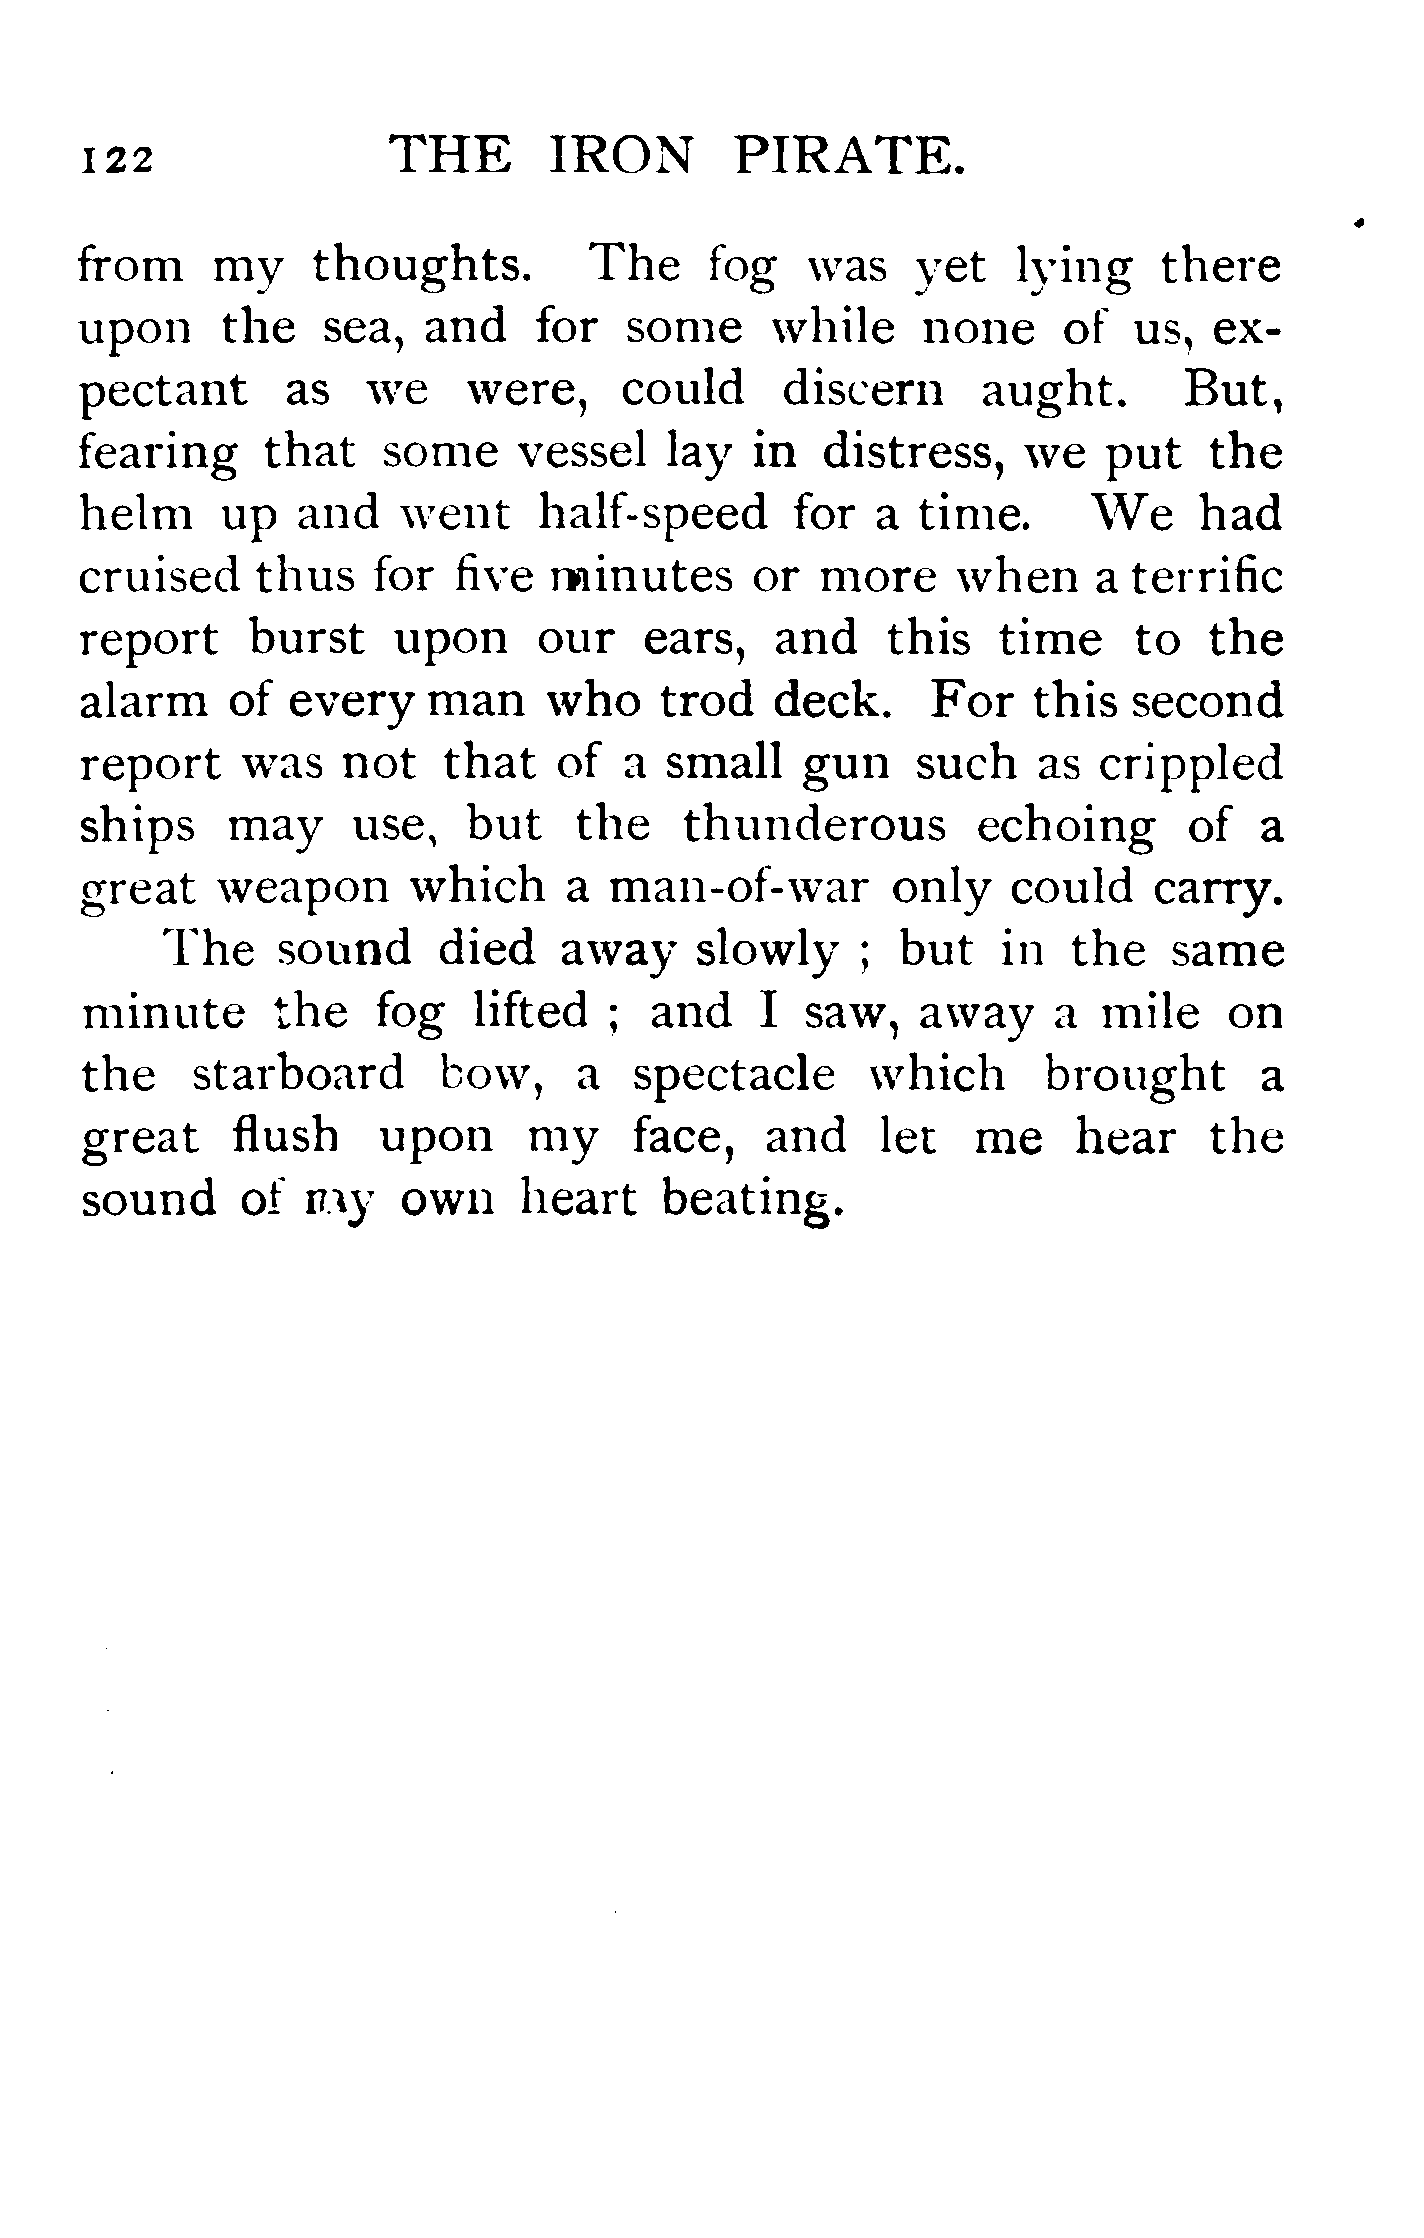 122 THE IRON PIRATE.
from my thoughts. The fog was yet lying there
upon the sea, and for some while none of us, ex-
pectant as we were, could discern aught. But,
fearing that some vessel lay in distress, we put the
helm up and went half-speed for a time. We had
cruised thus for five minutes or more when a terrific
report burst upon our ears, and this time to the
alarm of every man who trod deck. For this second
report was not that of a small gun such as crippled
ships may use, but the thunderous echoing of a
great weapon which a man-of-war only could carry.
The sound died away slowly ; but in the same
minute the fog lifted ; and I saw, away a mile on
the starboard bow, a spectacle which brought a
great flush upon my face, and let me hear the
sound of my own heart beating.